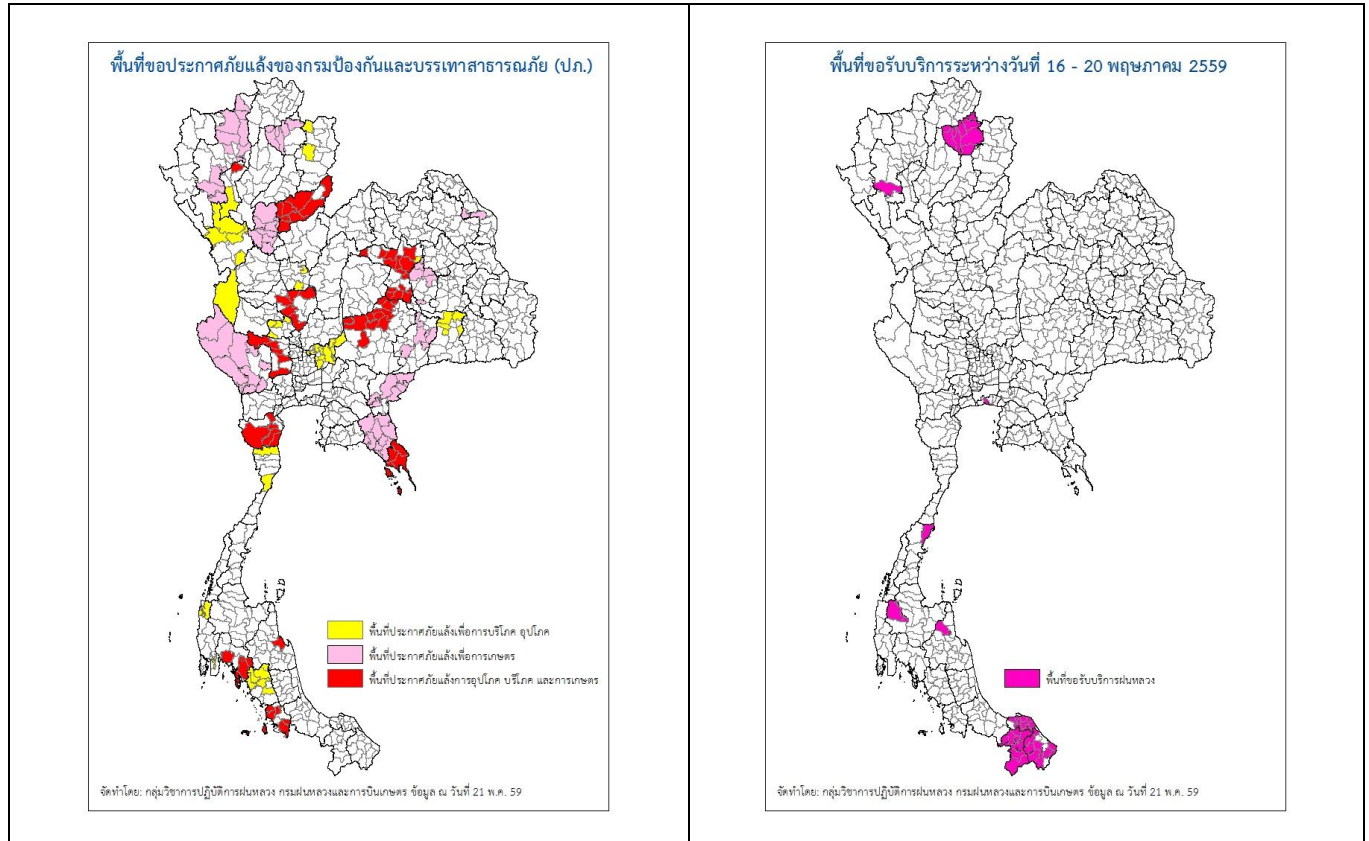 พื้นที่ขอประกาศภัยแล้งของกรมป้องกันและบรรเทาสาธารณภัย (ปภ.)
พื้นที่ประกาศภัยแล้งเพื่อการบริโภค อุปโภค
พื้นที่ประกาศภัยแล้งเพื่อการเกษตร
พื้นที่ประกาศภัยแล้งการอุปโภค บริโภค และการเกษตร
จัดทำโดย: กลุ่มวิชาการปฏิบัติการฝนหลวง กรมฝนหลวงและการบินเกษตร ข้อมูล ณ วันที่ 21 พ.ค. 59
พื้นที่ขอรับบริการระหว่างวันที่ 16 - 20 พฤษภาคม 2559
พื้นที่ขอรับบริการฝนหลวง
จัดทำโดย: กลุ่มวิชาการปฏิบัติการฝนหลวง กรมฝนหลวงและการบินเกษตร ข้อมูล ณ วันที่ 21 พ.ค. 59